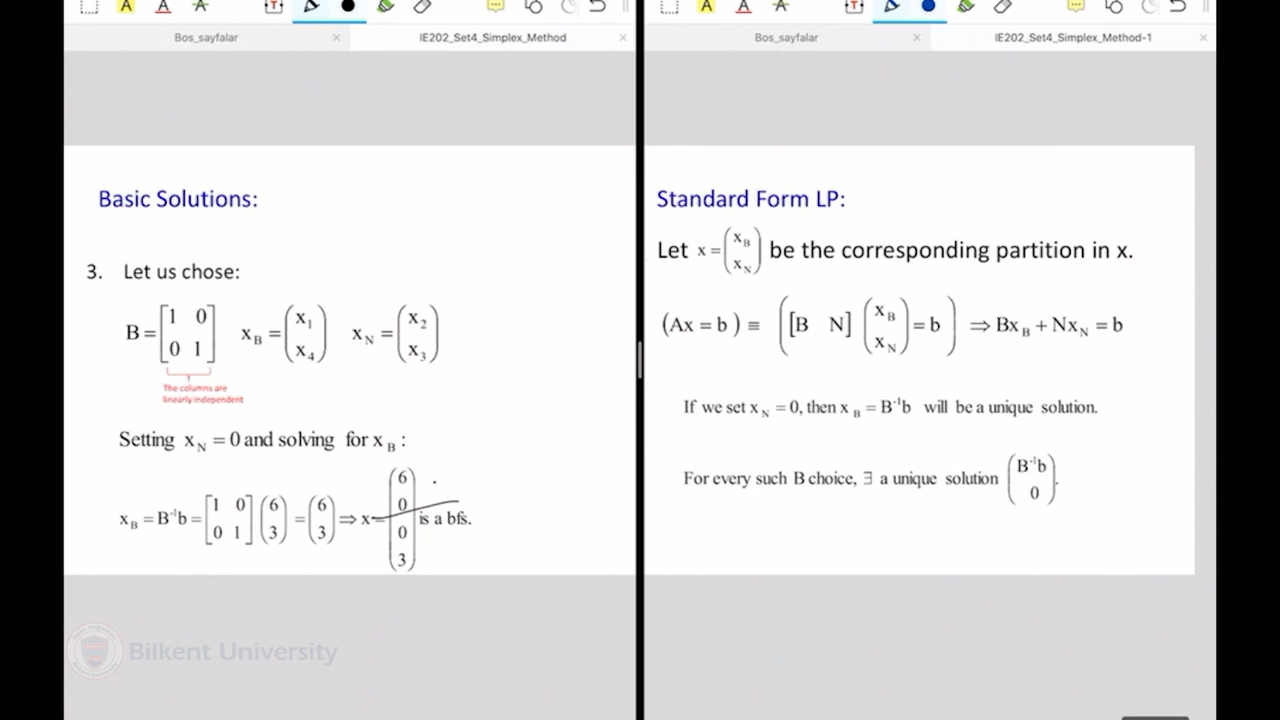 Bos_sayfalar
IE202_Set4_Simplex_Method
Basic Solutions:
3. Let us chose:
B = [1 0; 0 1] x_B = (x_1; x_4) x_N = (x_2; x_3)
The columns are
linearly independent
Setting x_N = 0 and solving for x_B :
x_B = B⁻¹b = [1 0; 0 1] (6; 3) = (6; 3) ⇒ x = (6; 0; 0; 3) is a bfs.
Bilkent University
Bos_sayfalar
IE202_Set4_Simplex_Method-1
Standard Form LP:
Let x = (x_B; x_N) be the corresponding partition in x.
(Ax = b) ≡ ([B N] (x_B; x_N) = b) ⇒ Bx_B + Nx_N = b
If we set x_N = 0, then x_B = B⁻¹b will be a unique solution.
For every such B choice, ∃ a unique solution (B⁻¹b; 0).